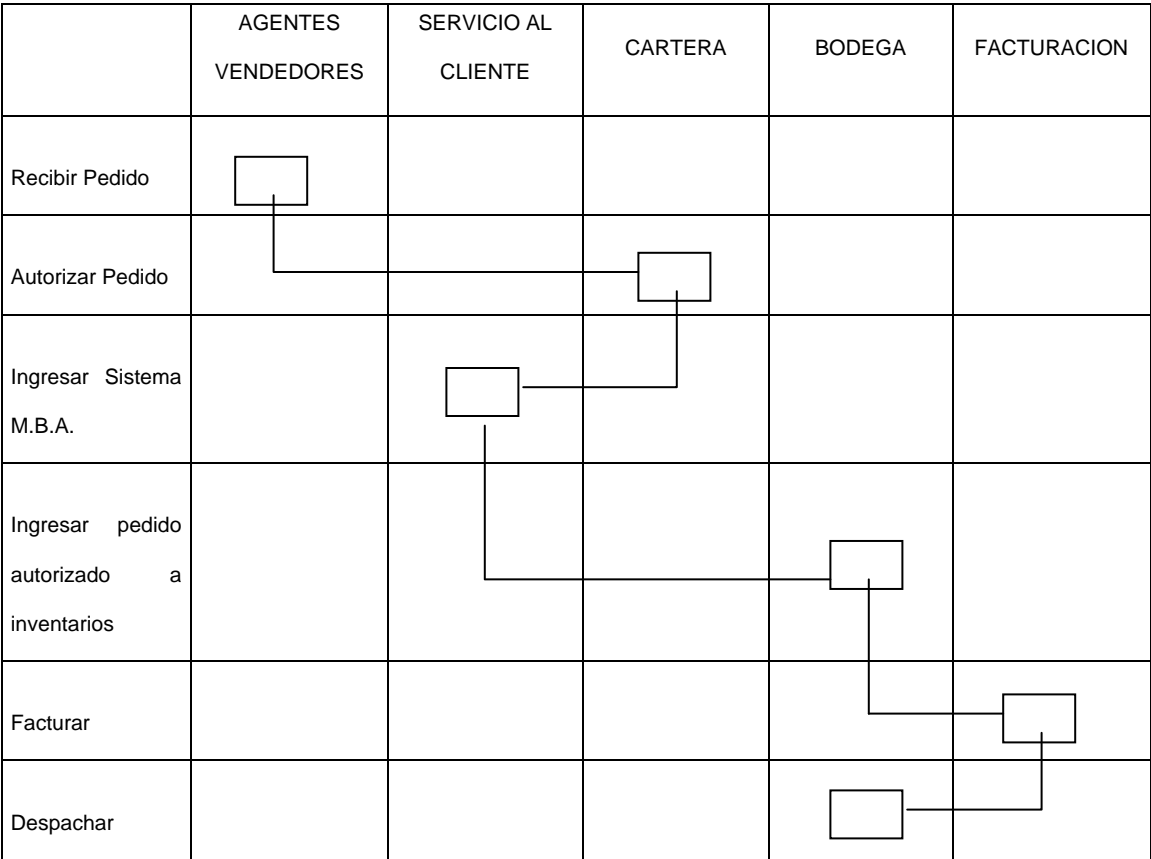 AGENTES
VENDEDORES
SERVICIO AL
CLIENTE
CARTERA
BODEGA
FACTURACION
Recibir Pedido
Autorizar Pedido
Ingresar Sistema
M.B.A.
Ingresar pedido
autorizado a
inventarios
Facturar
Despachar